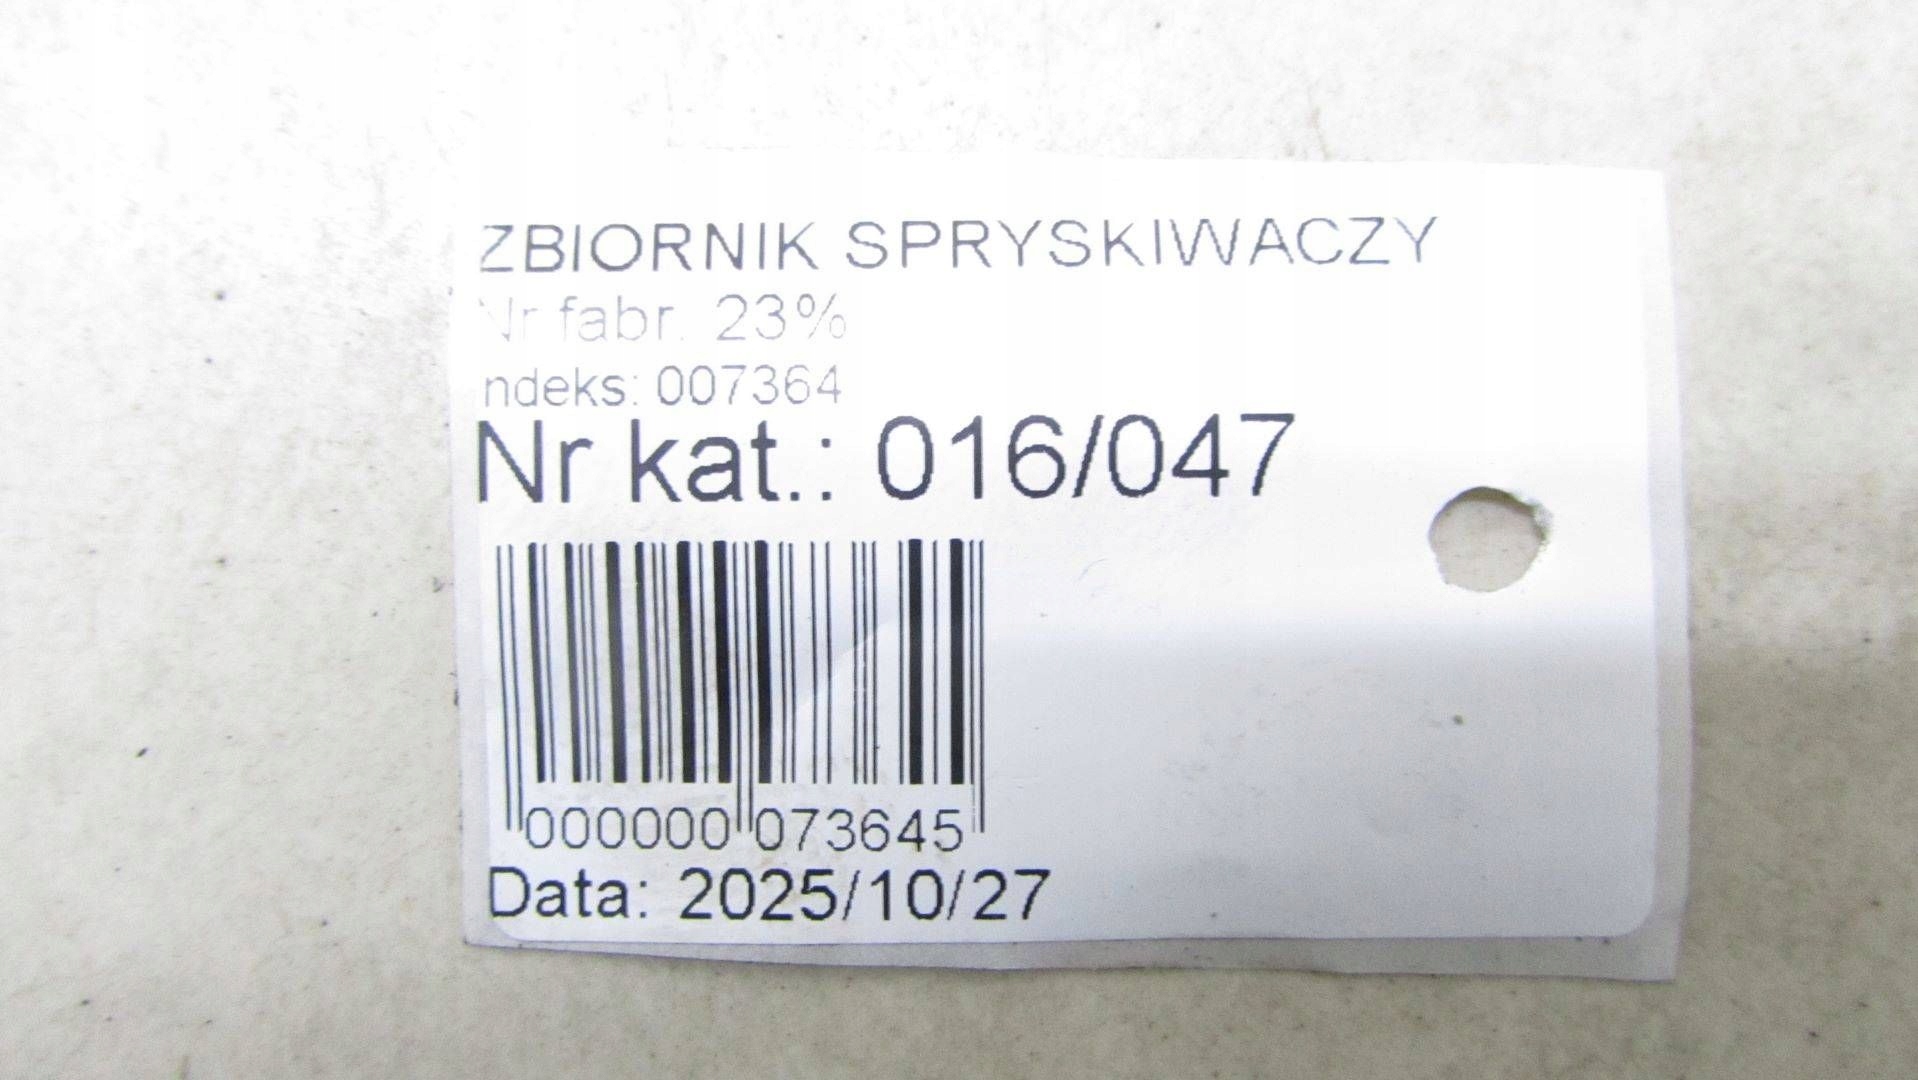 ZBIORNIK SPRYSKIWACZY
Nr fabr. 23%
ndeks: 007364
Nr kat.: 016/047
000000 073645
Data: 2025/10/27